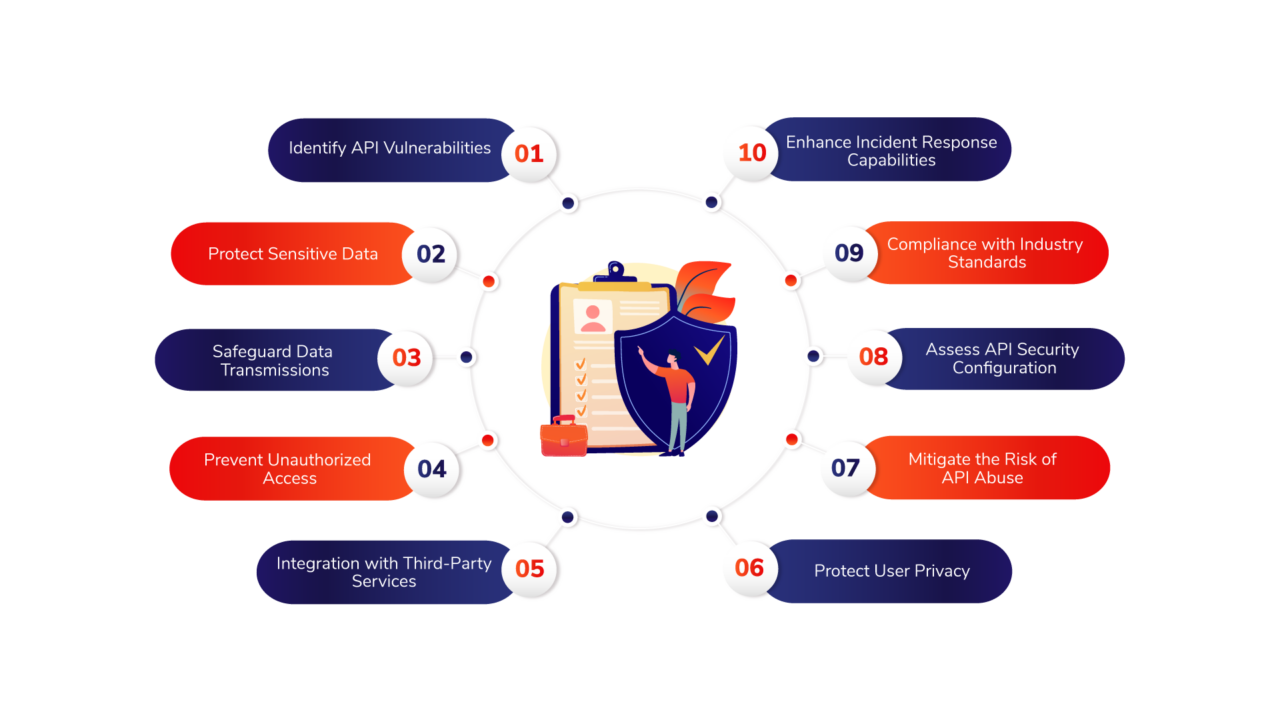 Identify API Vulnerabilities
01
Protect Sensitive Data
02
Safeguard Data
Transmissions
03
Prevent Unauthorized
Access
04
Integration with Third-Party
Services
05
06
Protect User Privacy
07
Mitigate the Risk of
API Abuse
08
Assess API Security
Configuration
09
Compliance with Industry
Standards
10
Enhance Incident Response
Capabilities